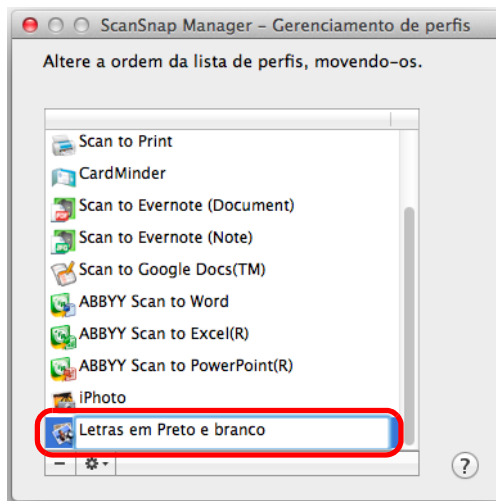 ScanSnap Manager – Gerenciamento de perfis
Altere a ordem da lista de perfis, movendo-os.
Scan to Print
CardMinder
Scan to Evernote (Document)
Scan to Evernote (Note)
Scan to Google Docs(TM)
ABBYY Scan to Word
ABBYY Scan to Excel(R)
ABBYY Scan to PowerPoint(R)
iPhoto
Letras em Preto e branco
?